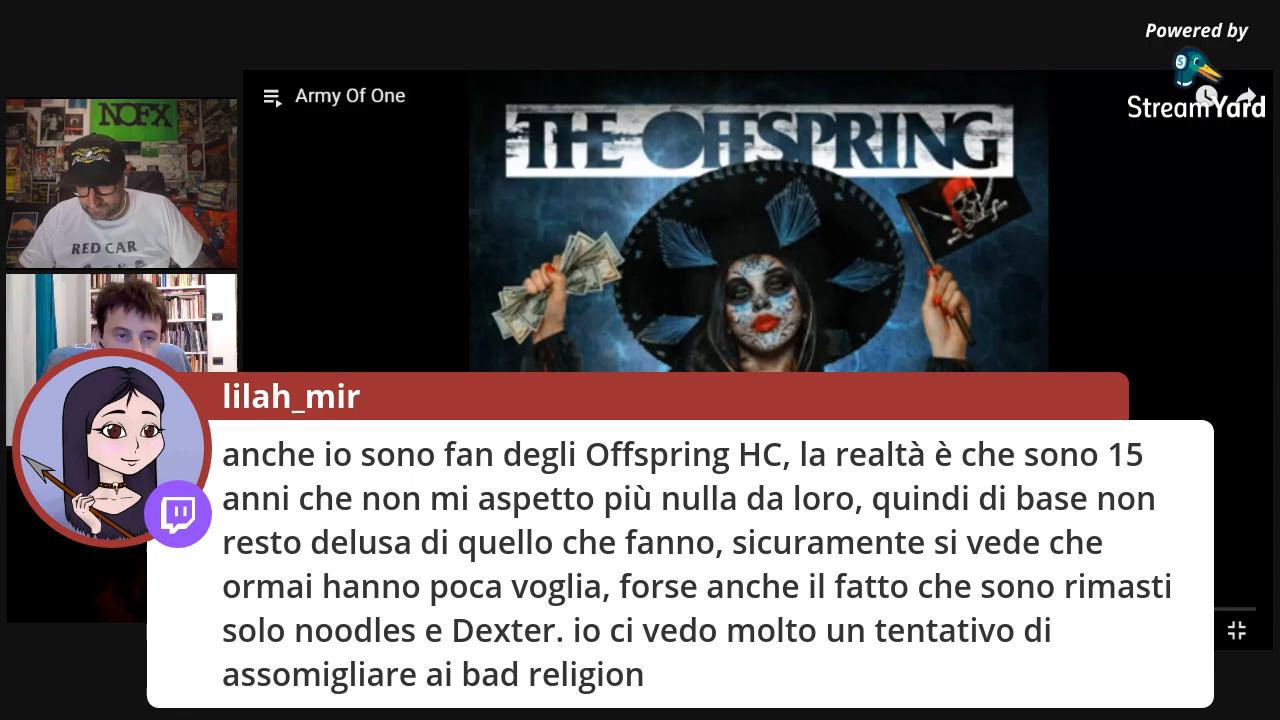 Powered by
StreamYard
Army Of One
THE OFFSPRING
NOFX
RED CAR
lilah_mir
anche io sono fan degli Offspring HC, la realtà è che sono 15
anni che non mi aspetto più nulla da loro, quindi di base non
resto delusa di quello che fanno, sicuramente si vede che
ormai hanno poca voglia, forse anche il fatto che sono rimasti
solo noodles e Dexter. io ci vedo molto un tentativo di
assomigliare ai bad religion